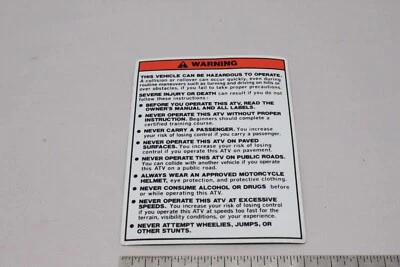 WARNING
THIS VEHICLE CAN BE HAZARDOUS TO OPERATE.
A collision or rollover can occur quickly, even during
routine maneuvers such as turning and driving on hills or
over obstacles, if you fail to take proper precautions.
SEVERE INJURY OR DEATH can result if you do not
follow these instructions:
• BEFORE YOU OPERATE THIS ATV, READ THE
OWNER'S MANUAL AND ALL LABELS.
• NEVER OPERATE THIS ATV WITHOUT PROPER
INSTRUCTION. Beginners should complete a
certified training course.
• NEVER CARRY A PASSENGER. You increase
your risk of losing control if you carry a passenger.
• NEVER OPERATE THIS ATV ON PAVED
SURFACES. You increase your risk of losing
control if you operate this ATV on pavement.
• NEVER OPERATE THIS ATV ON PUBLIC ROADS.
You can collide with another vehicle if you operate
this ATV on a public road.
• ALWAYS WEAR AN APPROVED MOTORCYCLE
HELMET, eye protection, and protective clothing.
• NEVER CONSUME ALCOHOL OR DRUGS before
or while operating this ATV.
• NEVER OPERATE THIS ATV AT EXCESSIVE
SPEEDS. You increase your risk of losing control
if you operate this ATV at speeds too fast for the
terrain, visibility conditions, or your experience.
• NEVER ATTEMPT WHEELIES, JUMPS, OR
OTHER STUNTS.